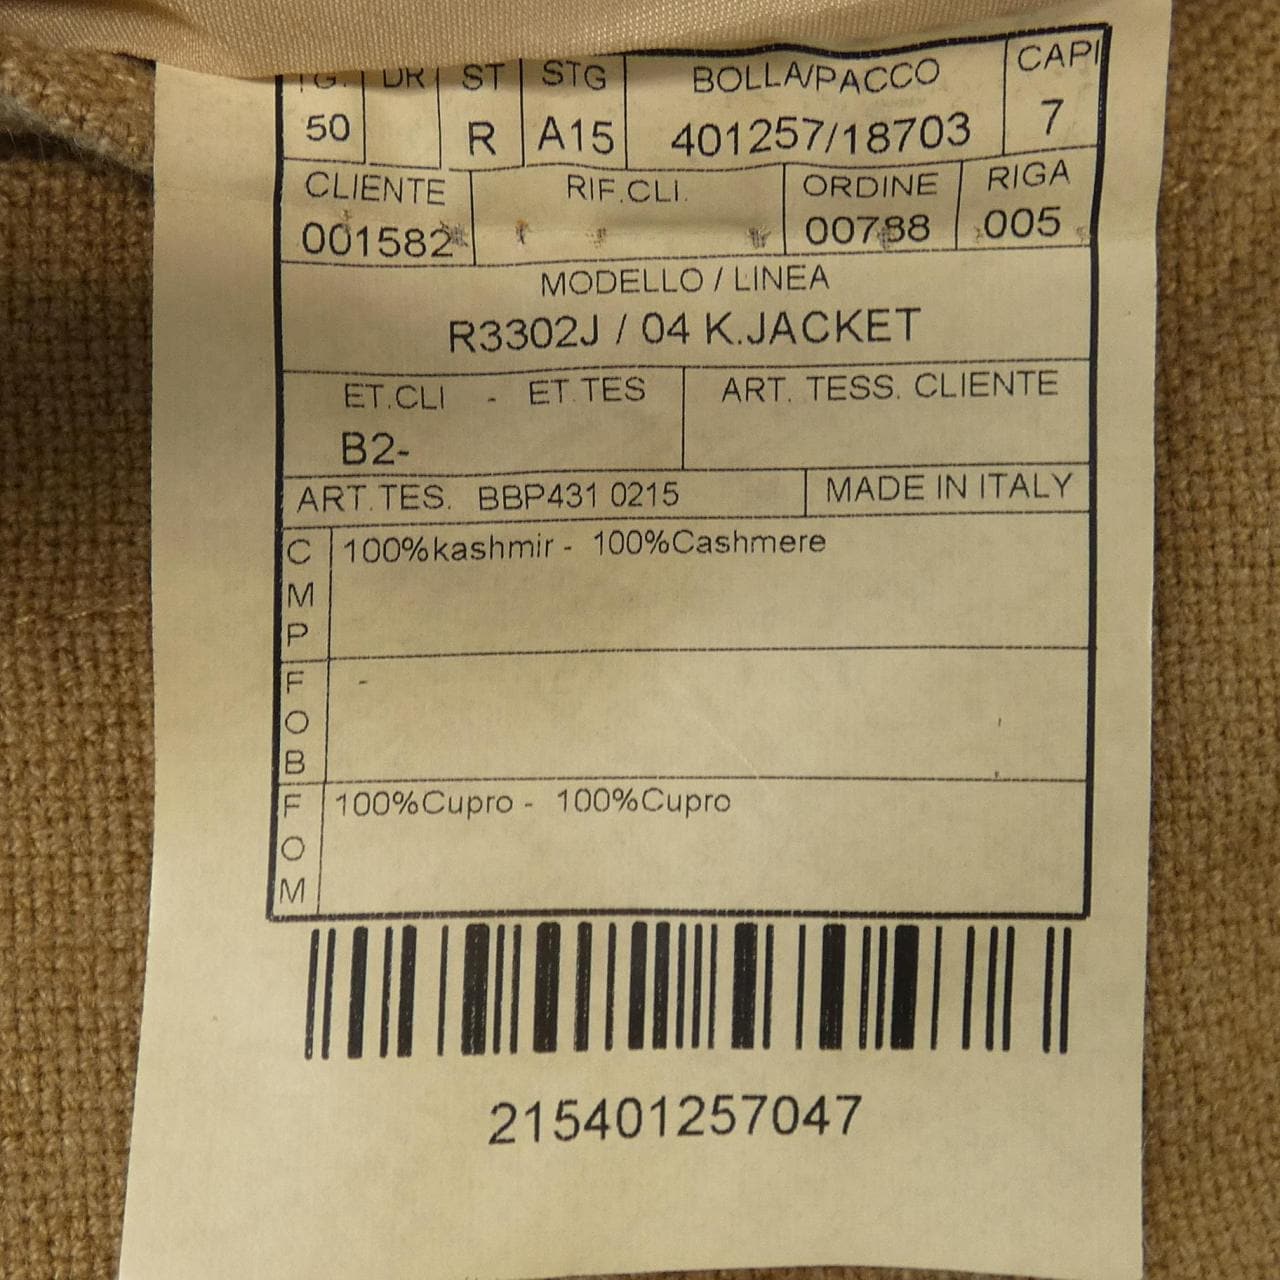 TG. DR ST STG BOLLA/PACCO CAPI
50 R A15 401257/18703 7
CLIENTE RIF.CLI. ORDINE RIGA
001582 00788 005
MODELLO / LINEA
R3302J / 04 K.JACKET
ET.CLI - ET.TES ART. TESS. CLIENTE
B2-
ART.TES. BBP431 0215 MADE IN ITALY
CMP 100%kashmir - 100%Cashmere
FOB -
FOM 100%Cupro - 100%Cupro
215401257047